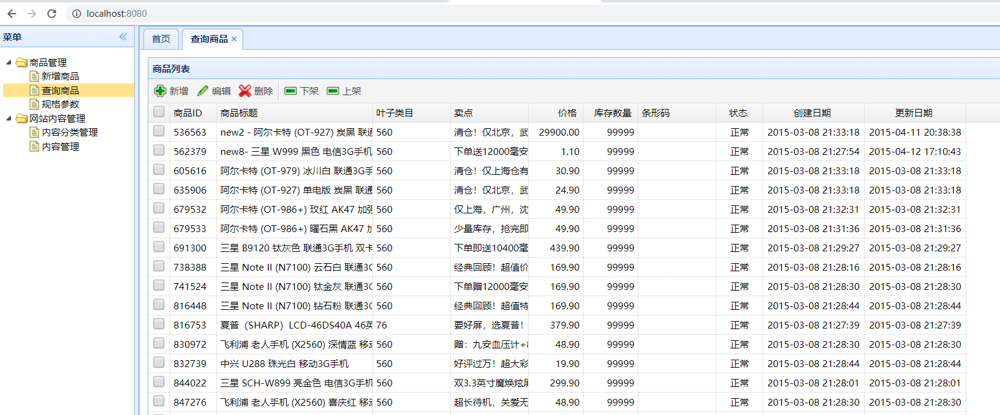 localhost:8080
菜单
首页
查询商品
商品管理
新增商品
查询商品
规格参数
网站内容管理
内容分类管理
内容管理
商品列表
新增 编辑 删除 下架 上架
商品ID 商品标题 叶子类目 卖点 价格 库存数量 条形码 状态 创建日期 更新日期
536563 new2 - 阿尔卡特 (OT-927) 炭黑 联通 560 清仓！仅北京，武 29900.00 99999 正常 2015-03-08 21:33:18 2015-04-11 20:38:38
562379 new8- 三星 W999 黑色 电信3G手机 560 下单送12000毫安 1.10 99999 正常 2015-03-08 21:27:54 2015-04-12 17:10:43
605616 阿尔卡特 (OT-979) 冰川白 联通3G手 560 清仓！仅上海仓有 30.90 99999 正常 2015-03-08 21:33:18 2015-03-08 21:33:18
635906 阿尔卡特 (OT-927) 单电版 炭黑 联通 560 清仓！仅北京，武 24.90 99999 正常 2015-03-08 21:33:18 2015-03-08 21:33:18
679532 阿尔卡特 (OT-986+) 玫红 AK47 加强 560 仅上海，广州，沈 49.90 99999 正常 2015-03-08 21:32:31 2015-03-08 21:32:31
679533 阿尔卡特 (OT-986+) 曜石黑 AK47 加 560 少量库存，抢完即 49.90 99999 正常 2015-03-08 21:31:36 2015-03-08 21:31:36
691300 三星 B9120 钛灰色 联通3G手机 双卡 560 下单即送10400毫 439.90 99999 正常 2015-03-08 21:29:27 2015-03-08 21:29:27
738388 三星 Note II (N7100) 云石白 联通3G 560 经典回顾！超值价 169.90 99999 正常 2015-03-08 21:28:16 2015-03-08 21:28:16
741524 三星 Note II (N7100) 钛金灰 联通3G 560 下单赠12000毫安 169.90 99999 正常 2015-03-08 21:28:30 2015-03-08 21:28:30
816448 三星 Note II (N7100) 钻石粉 联通3G 560 经典回顾！超值特 169.90 99999 正常 2015-03-08 21:28:44 2015-03-08 21:28:44
816753 夏普（SHARP）LCD-46DS40A 46英 76 要好屏，选夏普！ 379.90 99999 正常 2015-03-08 21:27:39 2015-03-08 21:27:39
830972 飞利浦 老人手机 (X2560) 深情蓝 移动 560 赠：九安血压计+8 48.90 99999 正常 2015-03-08 21:28:30 2015-03-08 21:28:30
832739 中兴 U288 珠光白 移动3G手机 560 好评过万！超大彩 19.90 99999 正常 2015-03-08 21:28:44 2015-03-08 21:28:44
844022 三星 SCH-W899 亮金色 电信3G手机 560 双3.3英寸魔焕炫屏 299.90 99999 正常 2015-03-08 21:28:01 2015-03-08 21:28:01
847276 飞利浦 老人手机 (X2560) 喜庆红 移动 560 超长待机，关爱无 48.90 99999 正常 2015-03-08 21:28:30 2015-03-08 21:28:30